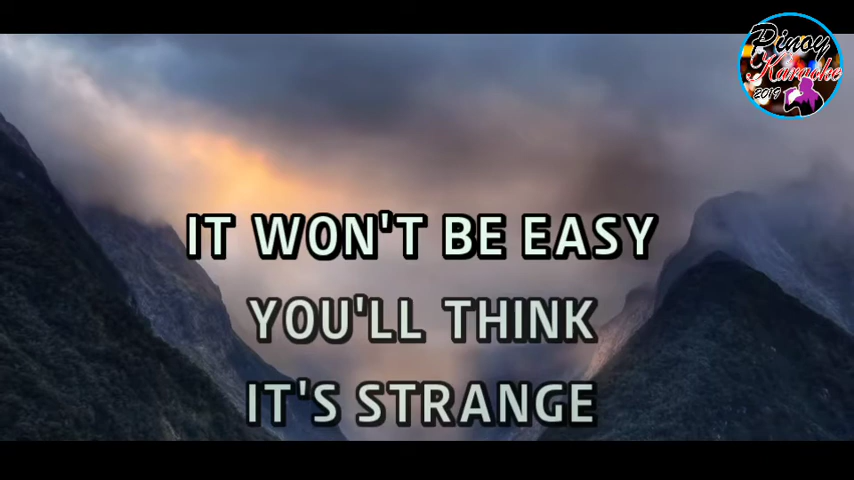 Pinoy
Karaoke
2019
IT WON'T BE EASY
YOU'LL THINK
IT'S STRANGE